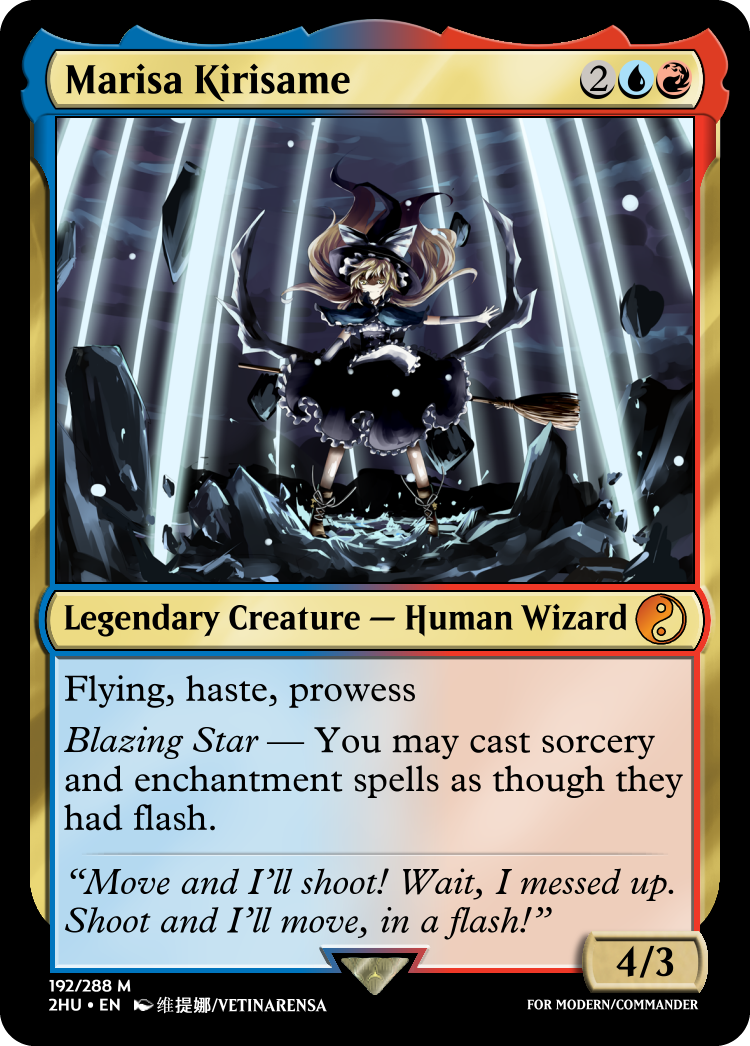 Marisa Kirisame 2
Legendary Creature — Human Wizard
Flying, haste, prowess
Blazing Star — You may cast sorcery
and enchantment spells as though they
had flash.
“Move and I’ll shoot! Wait, I messed up.
Shoot and I’ll move, in a flash!”
4/3
192/288 M
2HU • EN 维提娜/VETINARENSA
FOR MODERN/COMMANDER